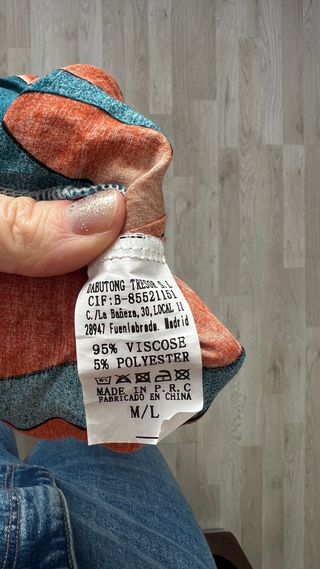 DABUTONG TRESOR S.L
CIF:B-85521151
C./La Bañeza,30,LOCAL 11
28947 Fuenlabrada. Madrid
95% VISCOSE
5% POLYESTER
MADE IN P.R.C
FABRICADO EN CHINA
M/L